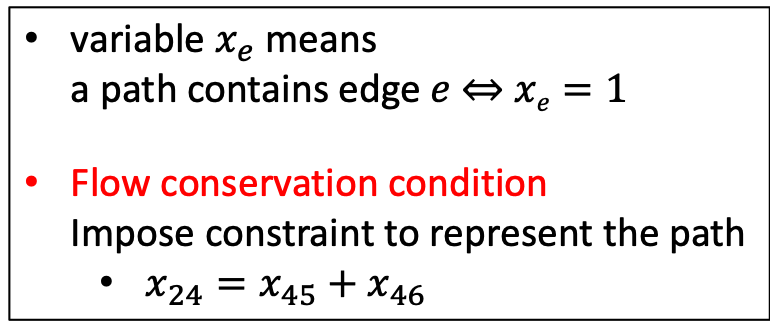 • variable 𝑥ₑ means
a path contains edge 𝑒 ⇔ 𝑥ₑ = 1
• Flow conservation condition
Impose constraint to represent the path
• 𝑥₂₄ = 𝑥₄₅ + 𝑥₄₆